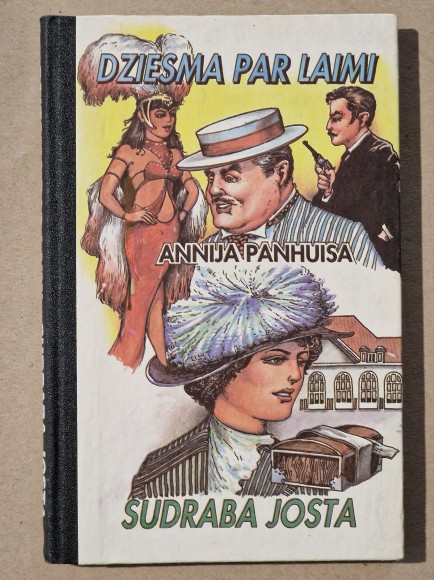 DZIESMA PAR LAIMI
ANNIJA PANHUISA
SUDRABA JOSTA